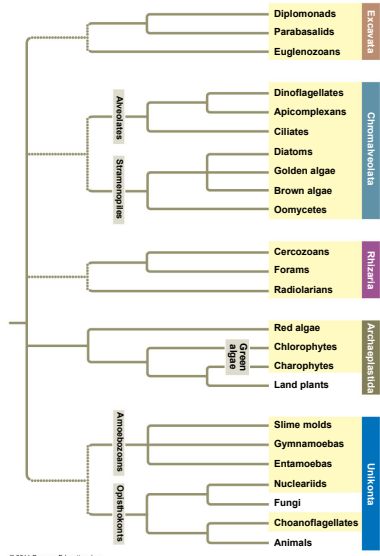 Diplomonads
Parabasalids
Euglenozoans
Excavata
Dinoflagellates
Apicomplexans
Ciliates
Diatoms
Golden algae
Brown algae
Oomycetes
Alveolates
Stramenopiles
Chromalveolata
Cercozoans
Forams
Radiolarians
Rhizaria
Red algae
Chlorophytes
Charophytes
Land plants
Green
algae
Archaeplastida
Slime molds
Gymnamoebas
Entamoebas
Nucleariids
Fungi
Choanoflagellates
Animals
Amoebozoans
Opisthokonts
Unikonta